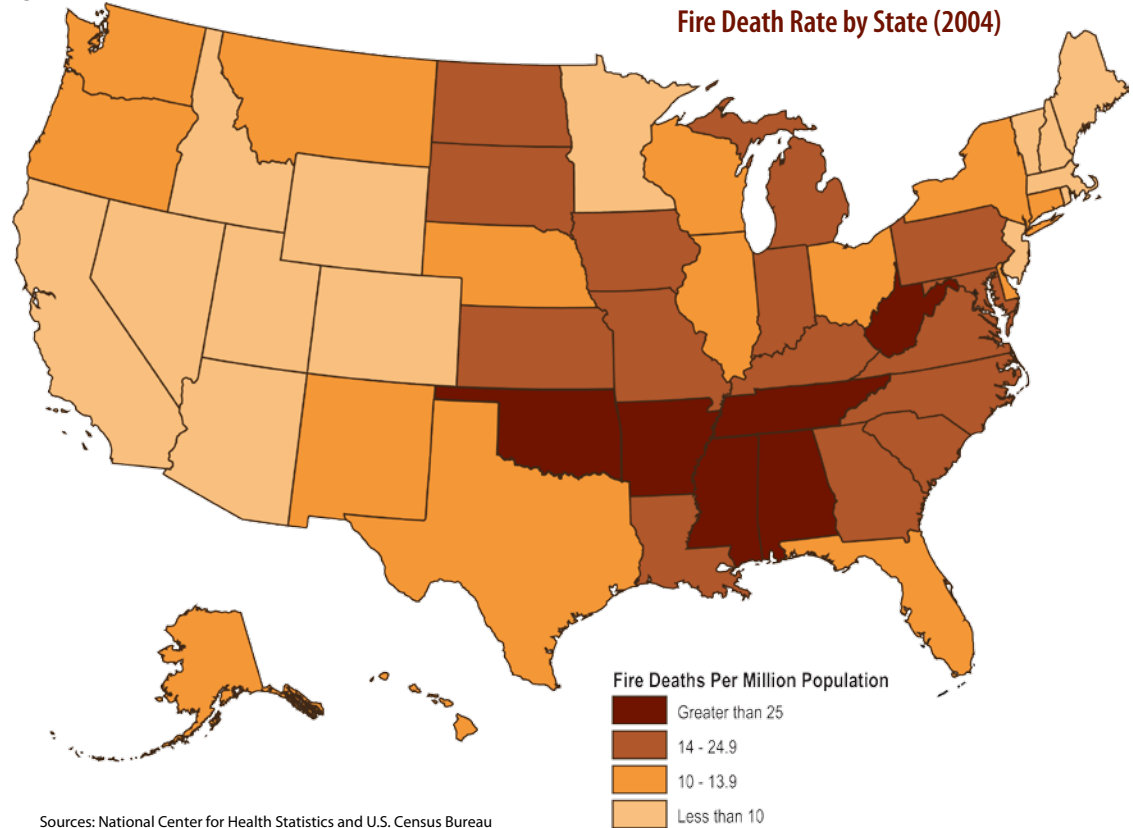 Fire Death Rate by State (2004)
Fire Deaths Per Million Population
Greater than 25
14 - 24.9
10 - 13.9
Less than 10
Sources: National Center for Health Statistics and U.S. Census Bureau